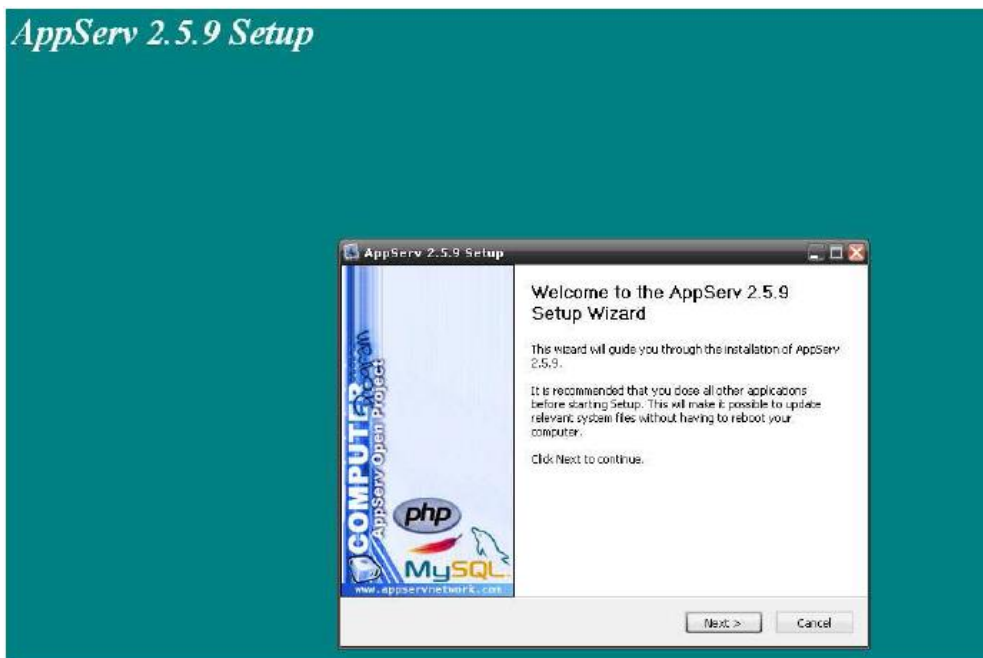 AppServ 2.5.9 Setup
AppServ 2.5.9 Setup
Welcome to the AppServ 2.5.9
Setup Wizard
This wizard will guide you through the installation of AppServ
2.5.9.
It is recommended that you close all other applications
before starting Setup. This will make it possible to update
relevant system files without having to reboot your
computer.
Click Next to continue.
COMPUTER
Program
AppServ Open Project
php
MySQL
www.appservnetwork.com
Next >
Cancel